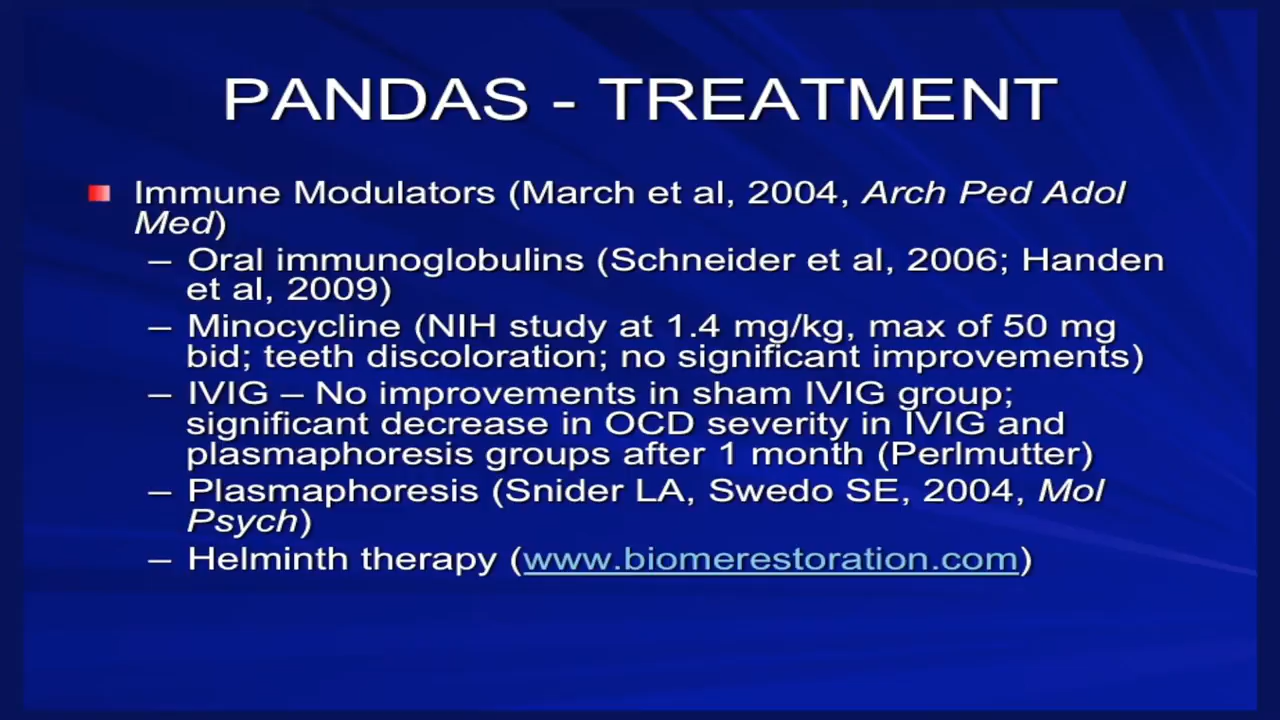 PANDAS - TREATMENT
Immune Modulators (March et al, 2004, Arch Ped Adol
Med)
– Oral immunoglobulins (Schneider et al, 2006; Handen
et al, 2009)
– Minocycline (NIH study at 1.4 mg/kg, max of 50 mg
bid; teeth discoloration; no significant improvements)
– IVIG – No improvements in sham IVIG group;
significant decrease in OCD severity in IVIG and
plasmaphoresis groups after 1 month (Perlmutter)
– Plasmaphoresis (Snider LA, Swedo SE, 2004, Mol
Psych)
– Helminth therapy (www.biomerestoration.com)